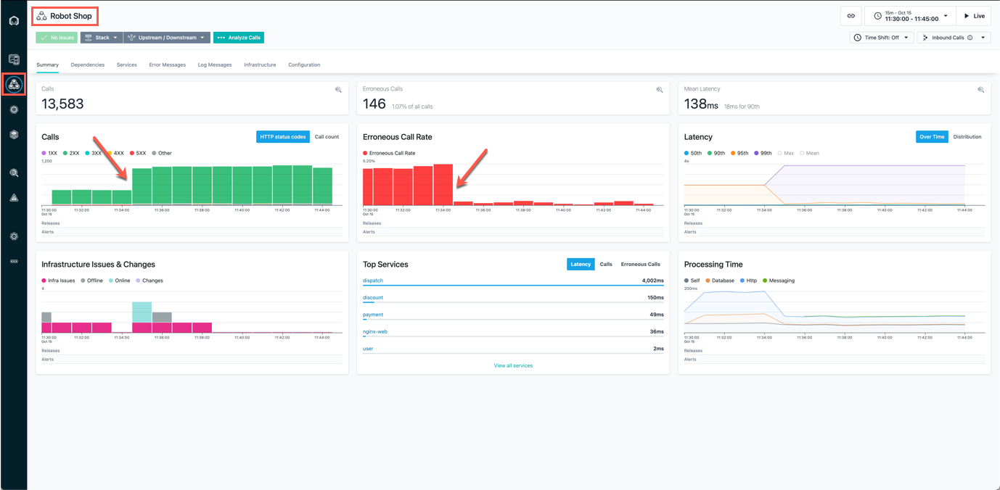 Robot Shop
15m - Oct 15
11:30:00 - 11:45:00
Live
No Issues
Stack
Upstream / Downstream
Analyze Calls
Time Shift: Off
Inbound Calls
Summary
Dependencies
Services
Error Messages
Log Messages
Infrastructure
Configuration
Calls
13,583
Erroneous Calls
146 1.07% of all calls
Mean Latency
138ms 18ms for 90th
Calls
HTTP status codes Call count
1XX 2XX 3XX 4XX 5XX Other
1,200
11:30:00 11:32:00 11:34:00 11:36:00 11:38:00 11:40:00 11:42:00 11:44:00
Oct 15
Releases
Alerts
Erroneous Call Rate
Erroneous Call Rate
5.20%
11:30:00 11:32:00 11:34:00 11:36:00 11:38:00 11:40:00 11:42:00 11:44:00
Oct 15
Releases
Alerts
Latency
Over Time Distribution
50th 90th 95th 99th Max Mean
4s
11:30:00 11:32:00 11:34:00 11:36:00 11:38:00 11:40:00 11:42:00 11:44:00
Oct 15
Releases
Alerts
Infrastructure Issues & Changes
Infra Issues Offline Online Changes
4
11:30:00 11:32:00 11:34:00 11:36:00 11:38:00 11:40:00 11:42:00 11:44:00
Oct 15
Releases
Alerts
Top Services
Latency Calls Erroneous Calls
dispatch 4,002ms
discount 150ms
payment 49ms
nginx-web 36ms
user 2ms
View all services
Processing Time
Self Database Http Messaging
200ms
11:30:00 11:32:00 11:34:00 11:36:00 11:38:00 11:40:00 11:42:00 11:44:00
Oct 15
Releases
Alerts